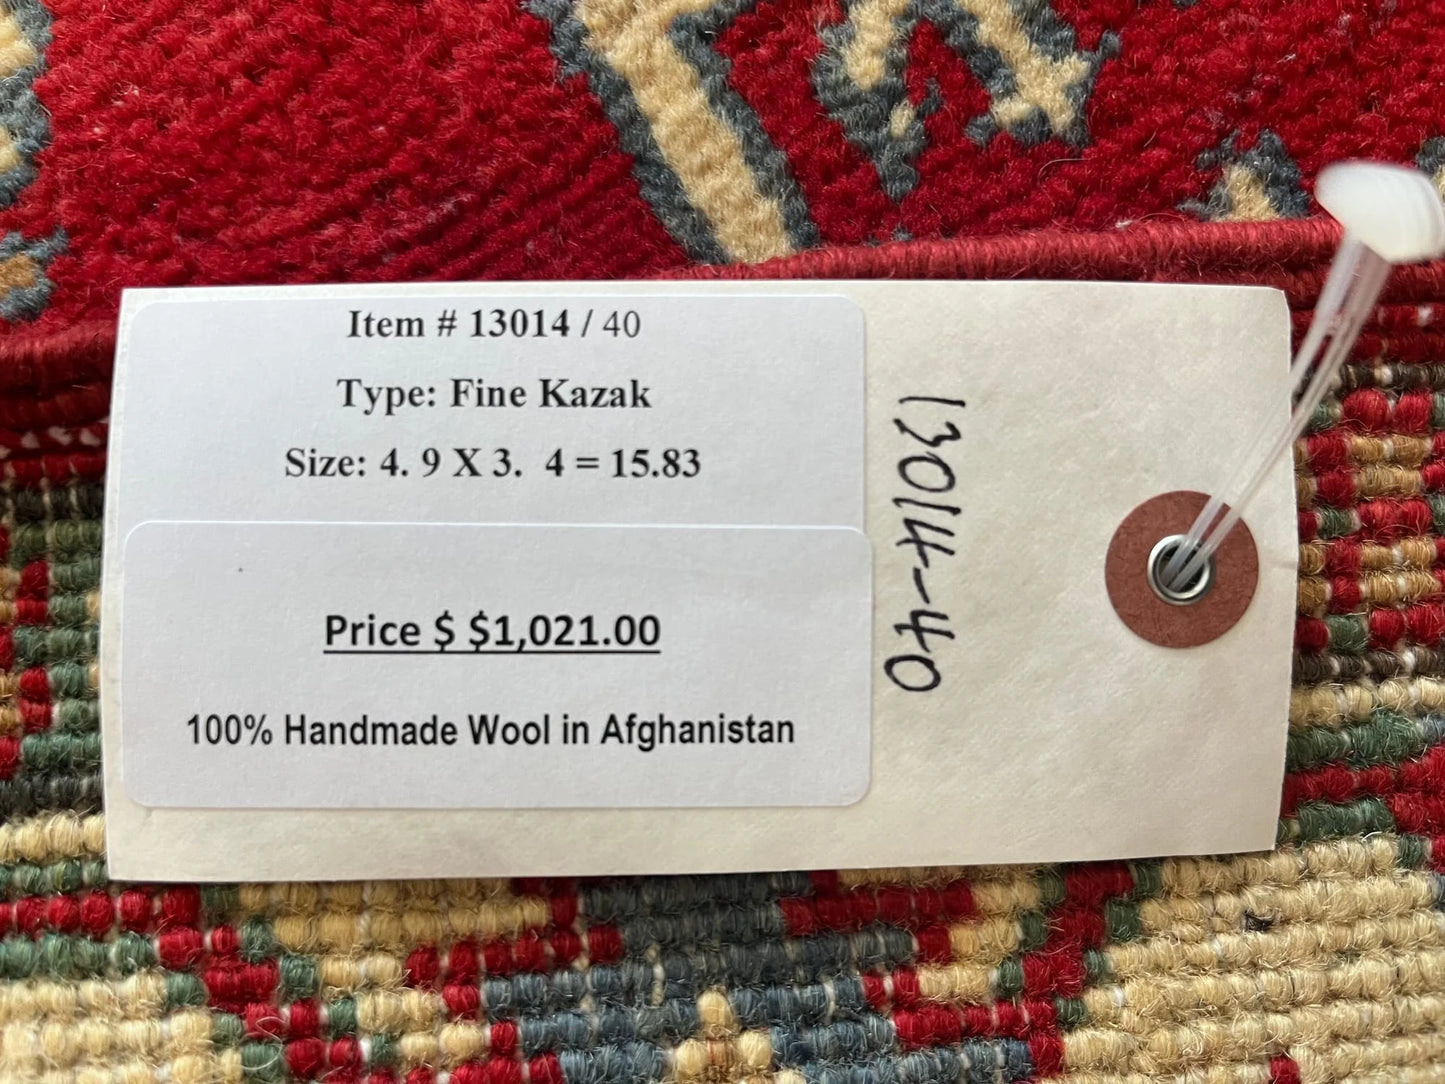 Item # 13014 / 40
Type: Fine Kazak
Size: 4. 9 X 3.  4 = 15.83
Price $ $1,021.00
100% Handmade Wool in Afghanistan
13014-40